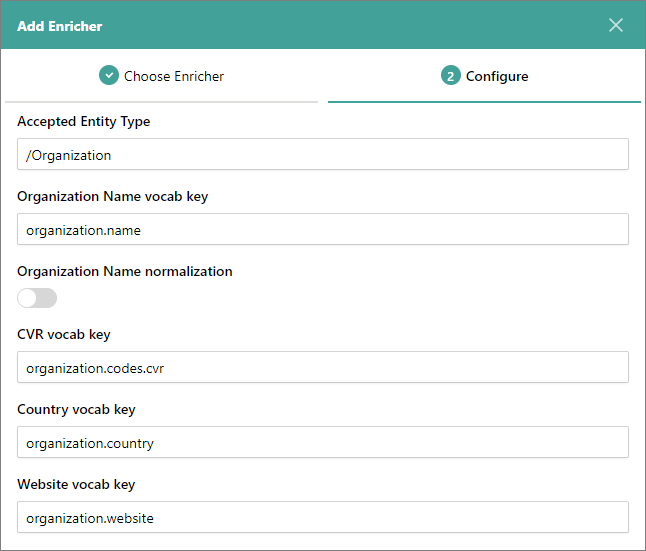 Add Enricher
Choose Enricher
2 Configure
Accepted Entity Type
/Organization
Organization Name vocab key
organization.name
Organization Name normalization
CVR vocab key
organization.codes.cvr
Country vocab key
organization.country
Website vocab key
organization.website